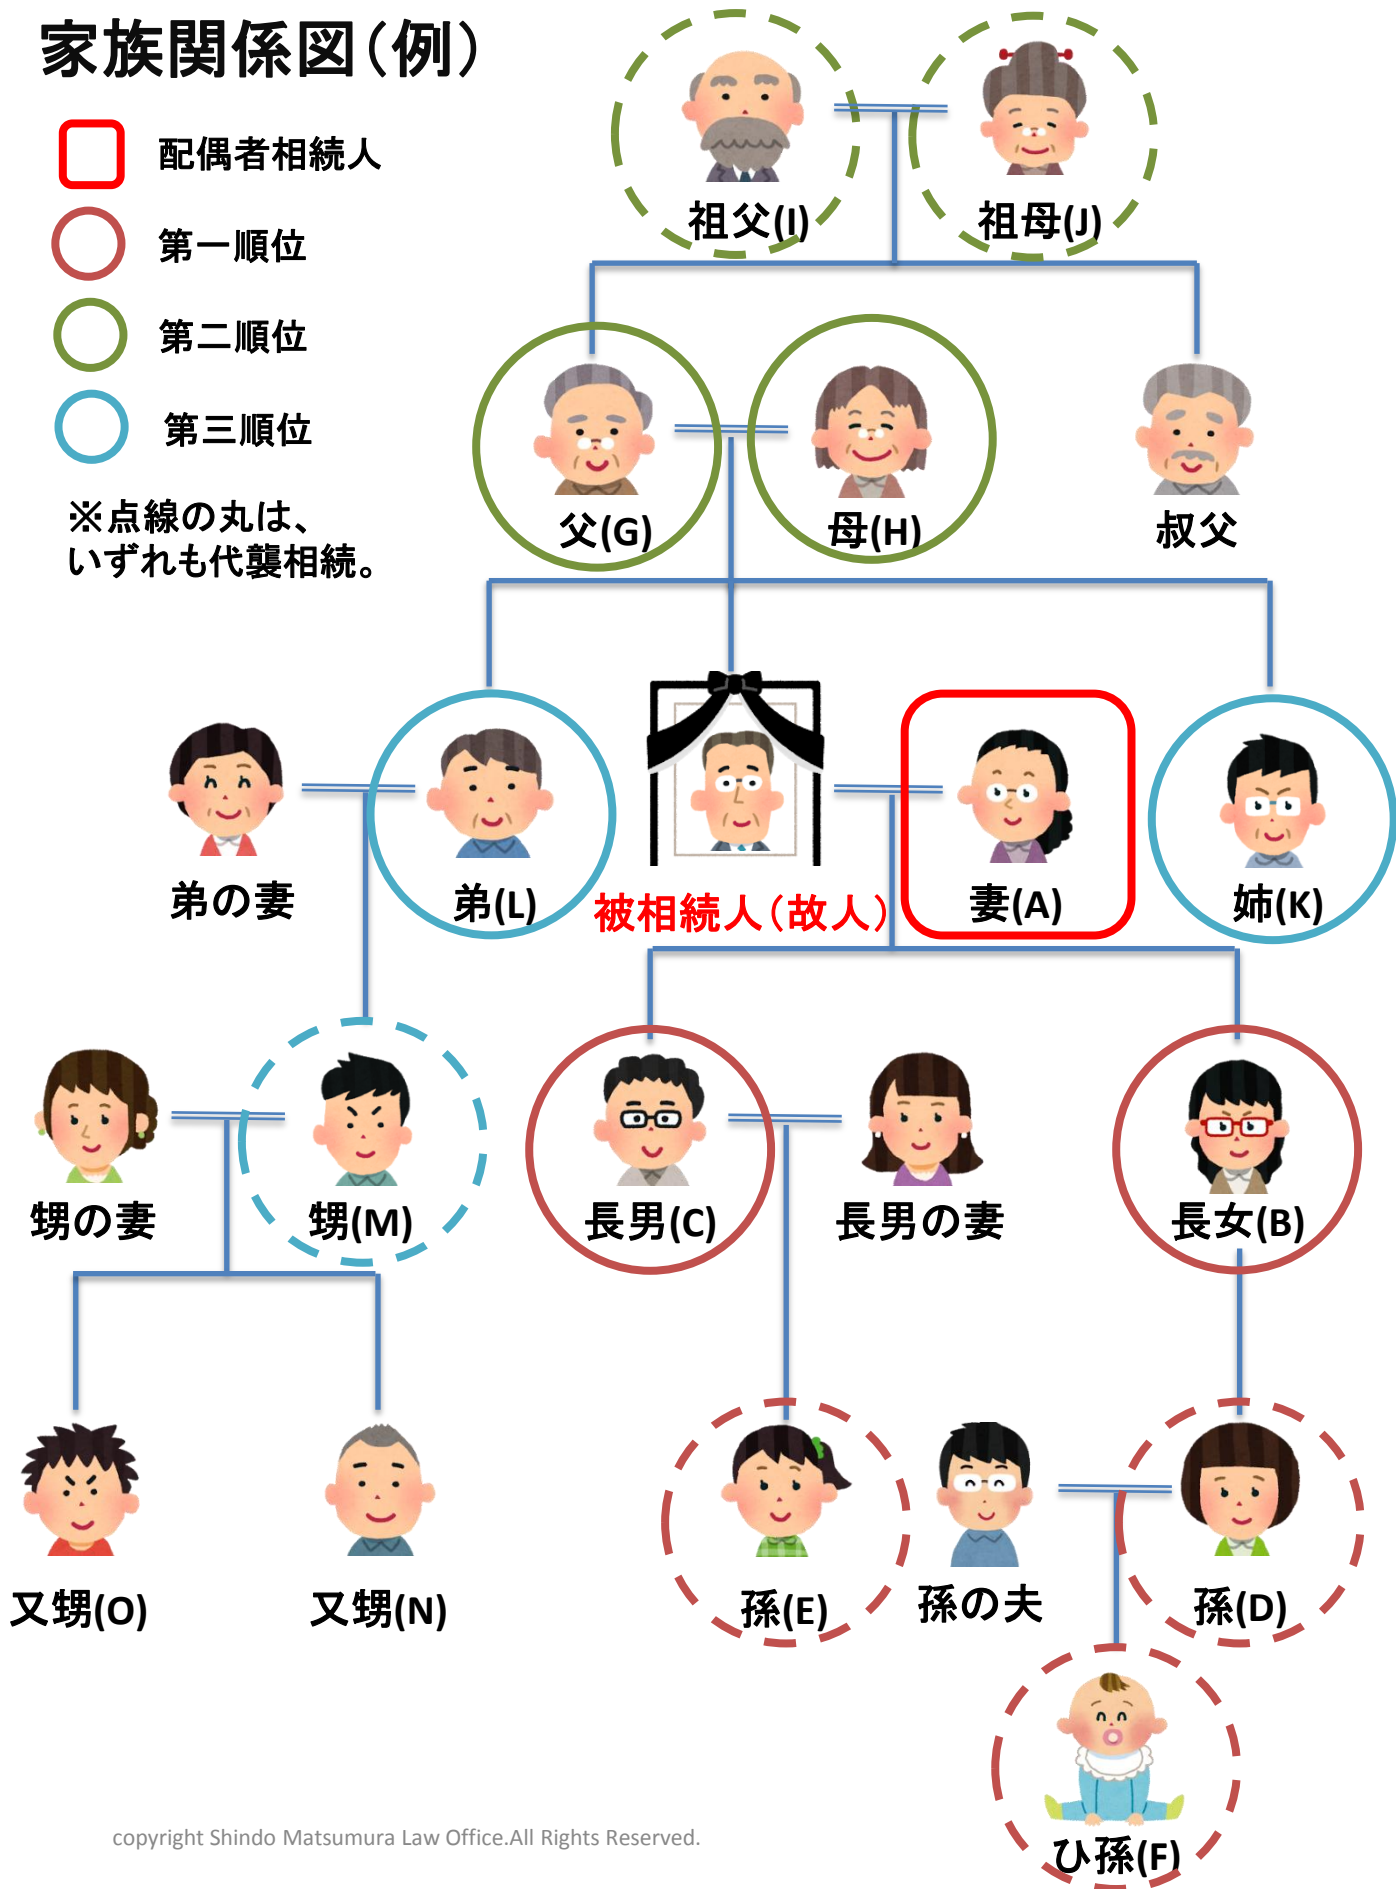 家族関係図(例)
配偶者相続人
第一順位
第二順位
第三順位
※点線の丸は、
いずれも代襲相続。
祖父(I)
祖母(J)
父(G)
母(H)
叔父
弟の妻
弟(L)
被相続人(故人)
妻(A)
姉(K)
甥の妻
甥(M)
長男(C)
長男の妻
長女(B)
又甥(O)
又甥(N)
孫(E)
孫の夫
孫(D)
ひ孫(F)
copyright Shindo Matsumura Law Office.All Rights Reserved.